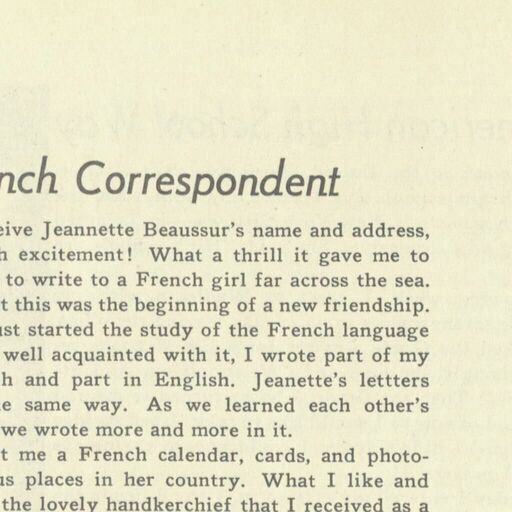 nch Correspondent
eive Jeannette Beaussur's name and address,
h excitement! What a thrill it gave me to
to write to a French girl far across the sea.
t this was the beginning of a new friendship.
ust started the study of the French language
well acquainted with it, I wrote part of my
h and part in English. Jeanette's lettters
e same way. As we learned each other's
we wrote more and more in it.
t me a French calendar, cards, and photo-
us places in her country. What I like and
the lovely handkerchief that I received as a